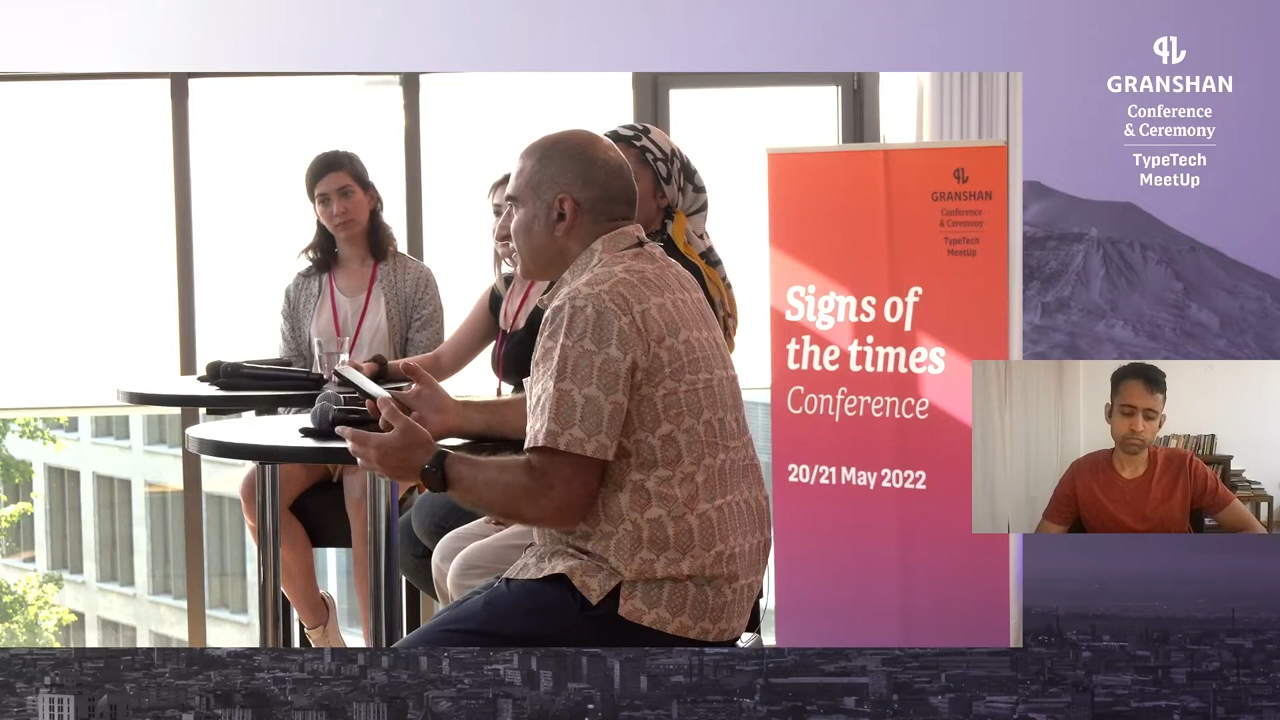 GRANSHAN
Conference
& Ceremony
TypeTech
MeetUp
GRANSHAN
Conference
& Ceremony
TypeTech
MeetUp
Signs of
the times
Conference
20/21 May 2022